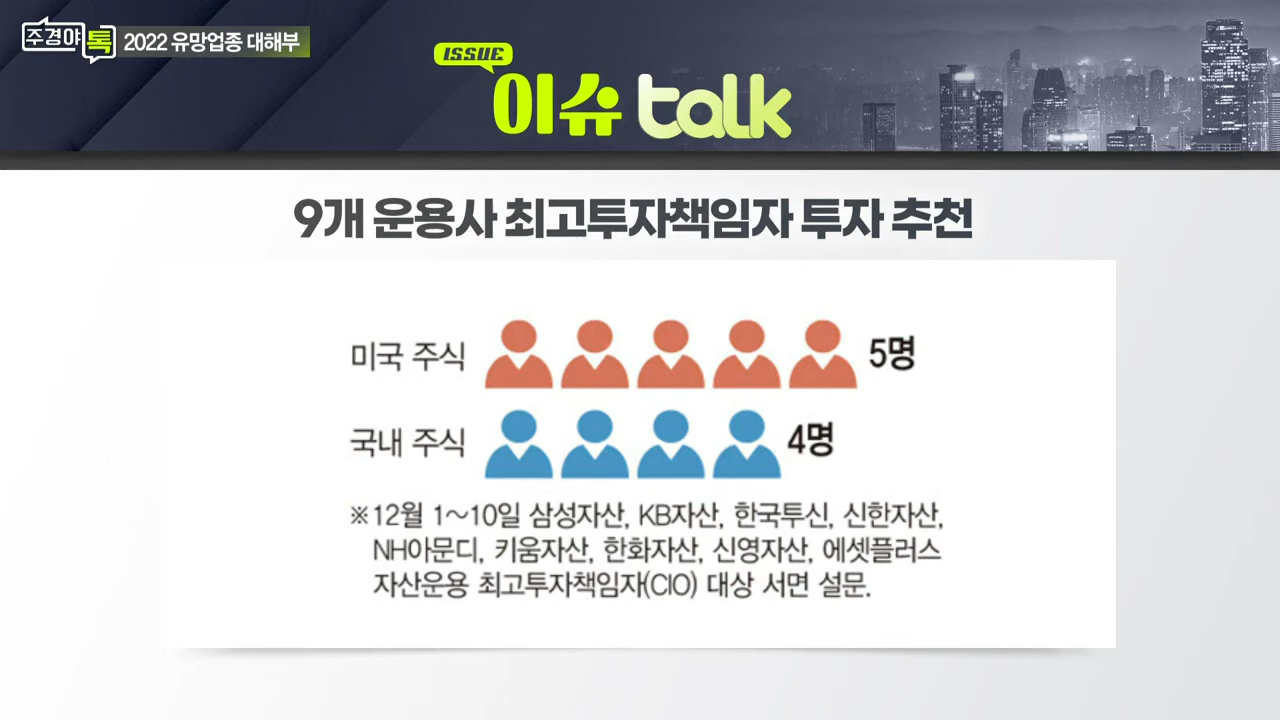 주경야톡 2022 유망업종 대해부
ISSUE
이슈 talk
9개 운용사 최고투자책임자 투자 추천
미국 주식 5명
국내 주식 4명
※12월 1~10일 삼성자산, KB자산, 한국투신, 신한자산,
NH아문디, 키움자산, 한화자산, 신영자산, 에셋플러스
자산운용 최고투자책임자(CIO) 대상 서면 설문.